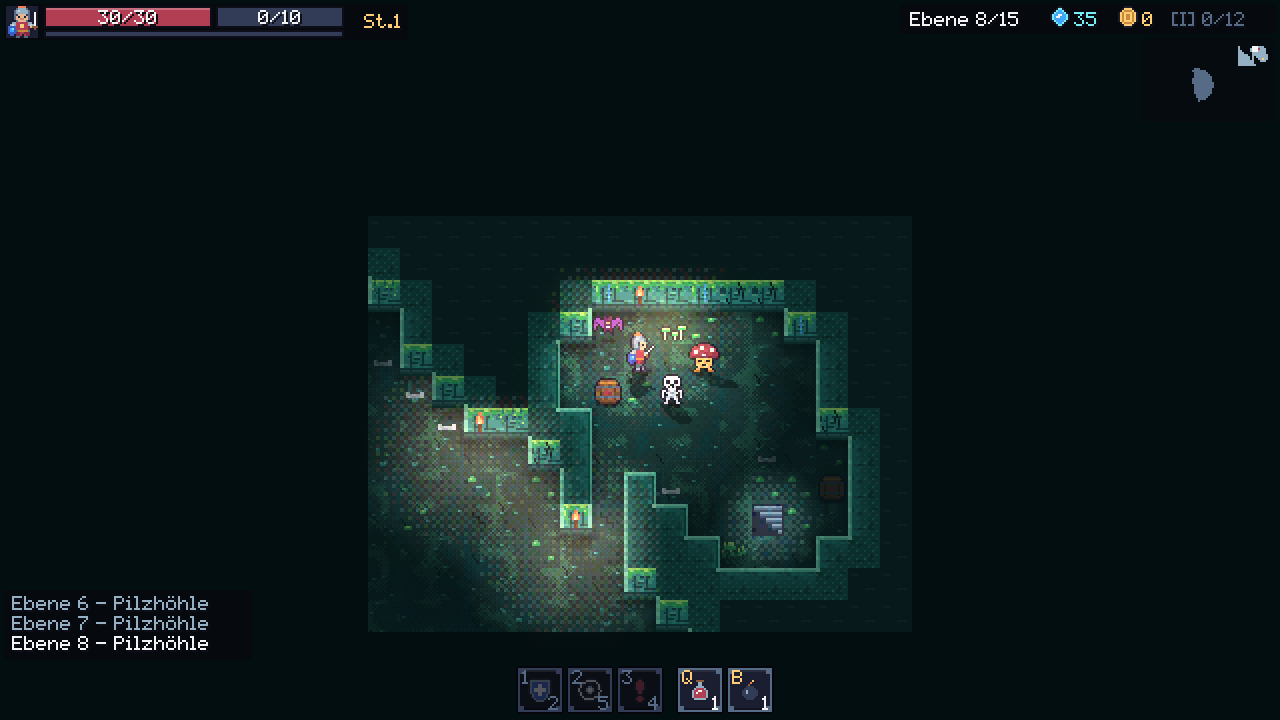 30/30
0/10
St.1
Ebene 8/15
35
0
[I] 0/12
Ebene 6 - Pilzhöhle
Ebene 7 - Pilzhöhle
Ebene 8 - Pilzhöhle
1
2
2
5
3
4
Q
1
B
1